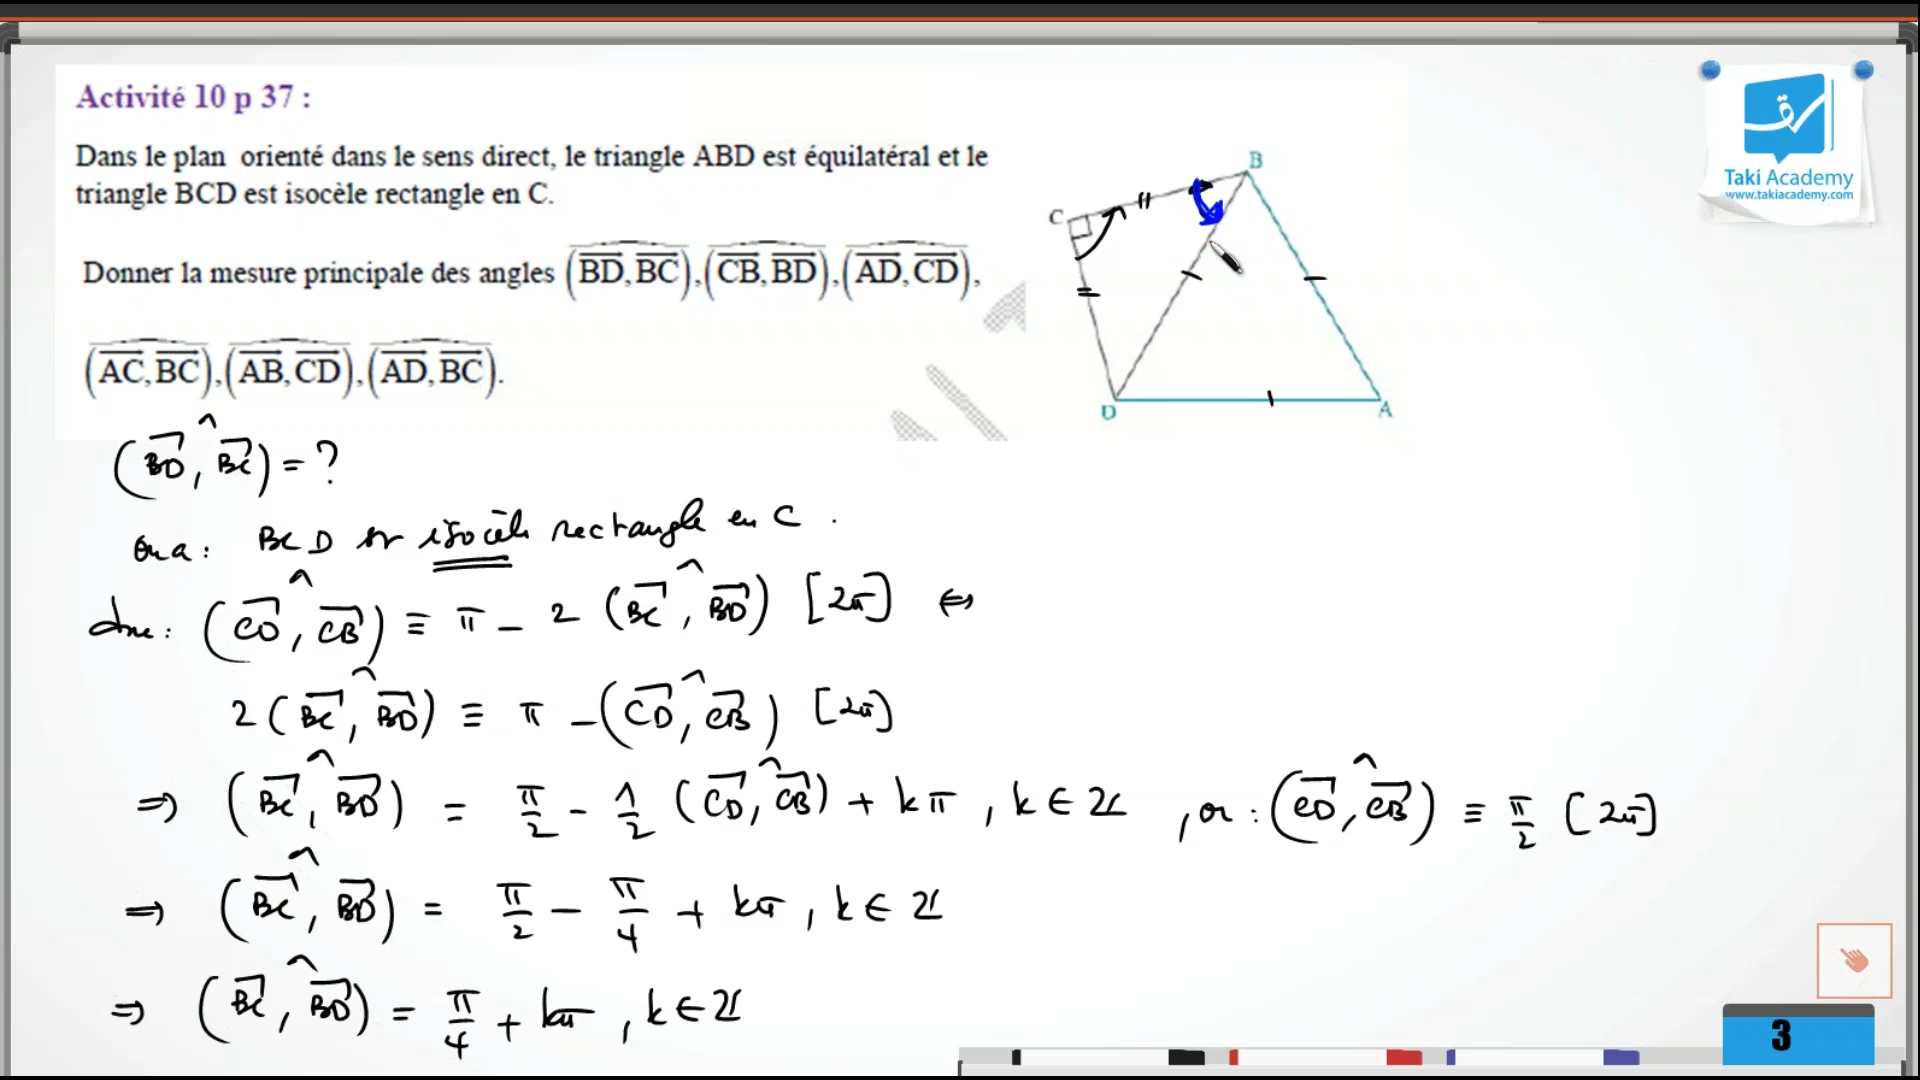 Activité 10 p 37 :
Dans le plan orienté dans le sens direct, le triangle ABD est équilatéral et le
triangle BCD est isocèle rectangle en C.
Donner la mesure principale des angles (BD, BC), (CB, BD), (AD, CD),
(AC, BC), (AB, CD), (AD, BC).
B
C
D
A
Taki Academy
www.takiacademy.com
(BD, BC) = ?
On a : BCD est isocèle rectangle en C .
donc : (CD, CB) ≡ π - 2 (BC, BD) [2π] ⇔
2 (BC, BD) ≡ π - (CD, CB) [2π]
⇒ (BC, BD) = π/2 - 1/2 (CD, CB) + kπ , k ∈ ℤ , or : (CD, CB) ≡ π/2 [2π]
⇒ (BC, BD) = π/2 - π/4 + kπ , k ∈ ℤ
⇒ (BC, BD) = π/4 + kπ , k ∈ ℤ
3